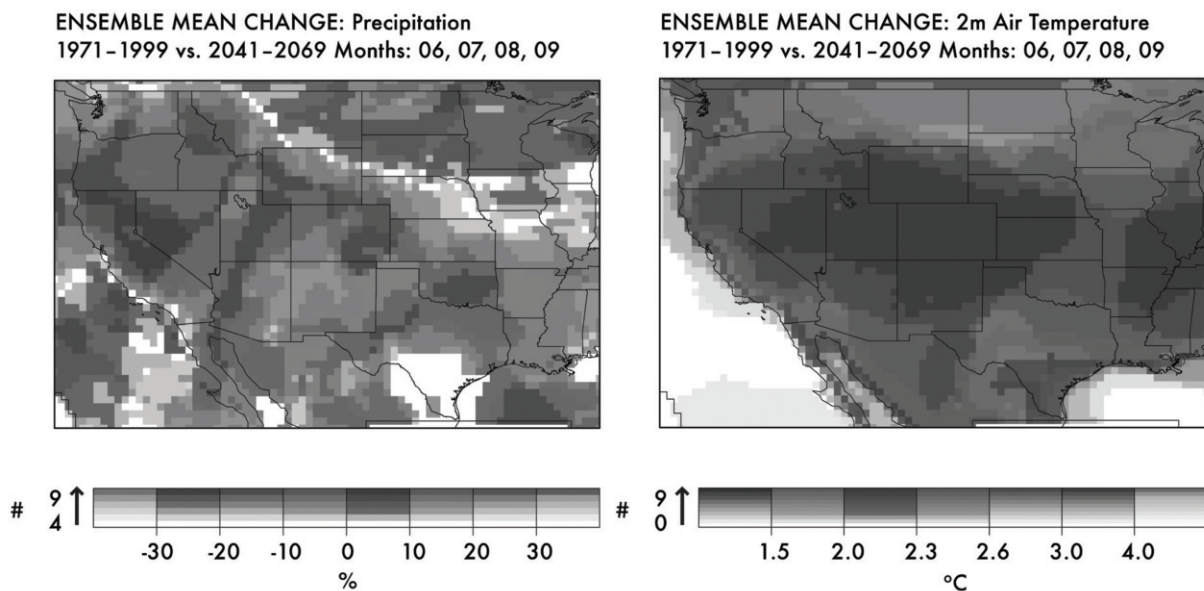 ENSEMBLE MEAN CHANGE: Precipitation
1971–1999 vs. 2041–2069 Months: 06, 07, 08, 09
# 9
4
-30 -20 -10 0 10 20 30
%
ENSEMBLE MEAN CHANGE: 2m Air Temperature
1971–1999 vs. 2041–2069 Months: 06, 07, 08, 09
# 9
0
1.5 2.0 2.3 2.6 3.0 4.0
°C